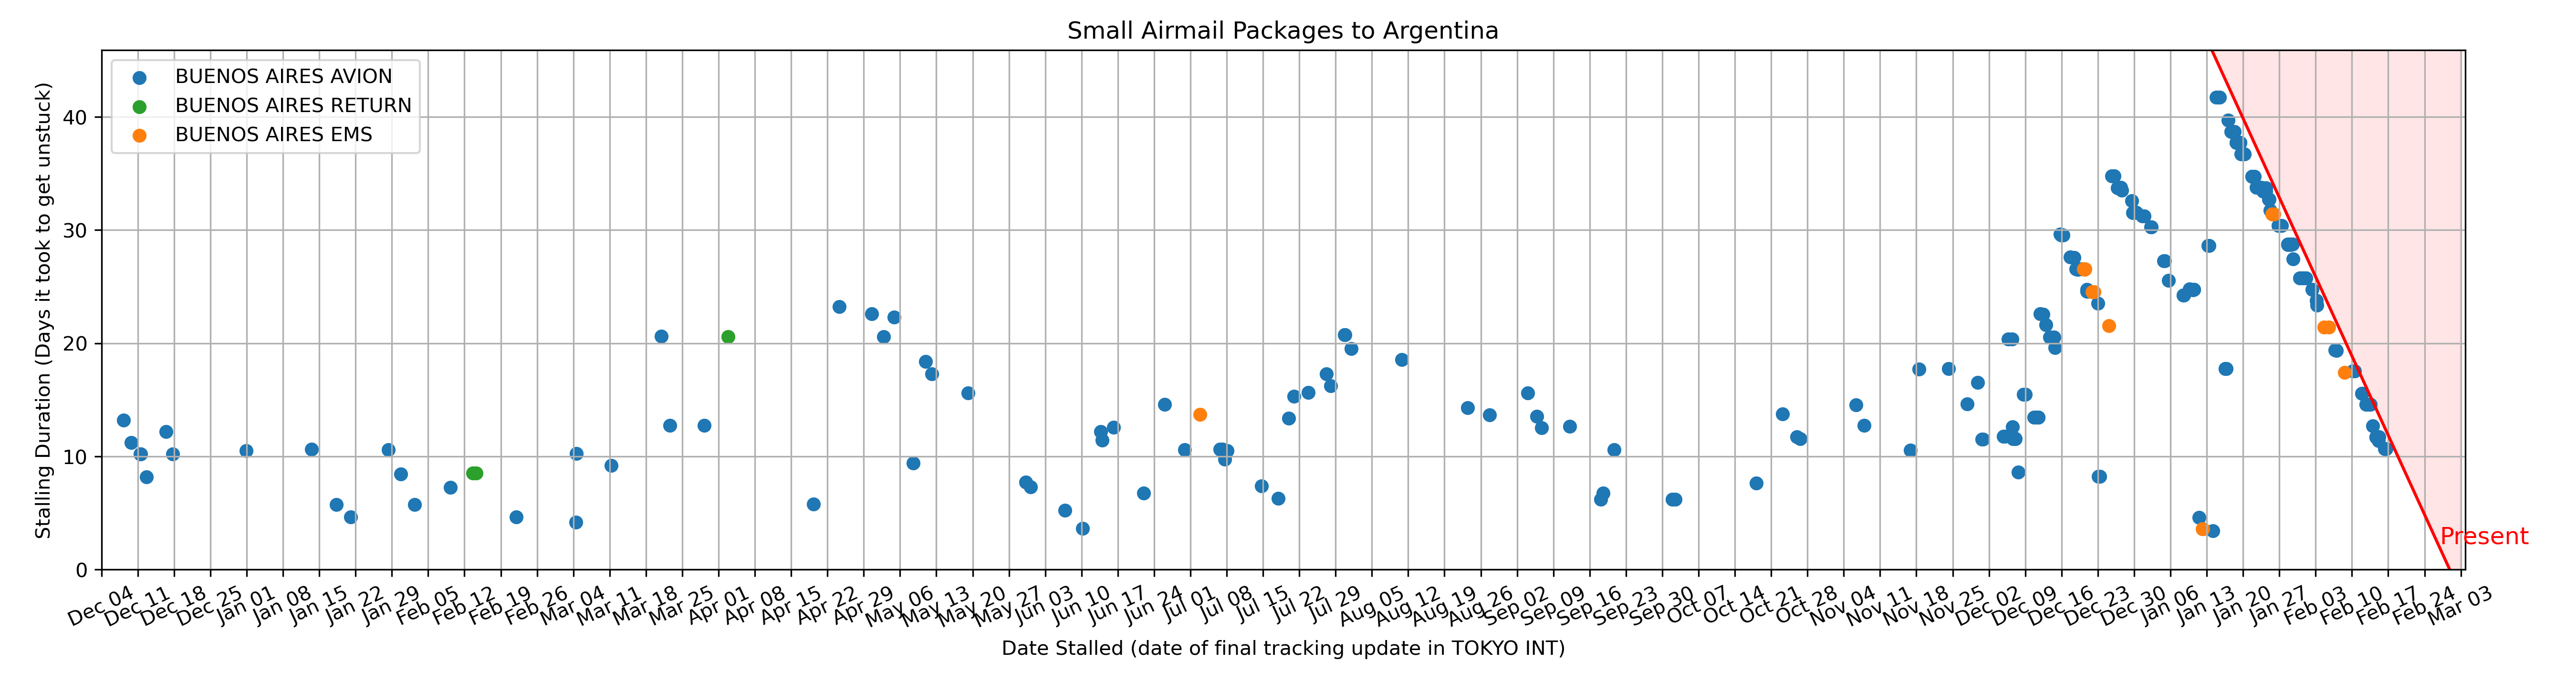 Small Airmail Packages to Argentina
BUENOS AIRES AVION
BUENOS AIRES RETURN
BUENOS AIRES EMS
Stalling Duration (Days it took to get unstuck)
40
30
20
10
0
Present
Dec 04
Dec 11
Dec 18
Dec 25
Jan 01
Jan 08
Jan 15
Jan 22
Jan 29
Feb 05
Feb 12
Feb 19
Feb 26
Mar 04
Mar 11
Mar 18
Mar 25
Apr 01
Apr 08
Apr 15
Apr 22
Apr 29
May 06
May 13
May 20
May 27
Jun 03
Jun 10
Jun 17
Jun 24
Jul 01
Jul 08
Jul 15
Jul 22
Jul 29
Aug 05
Aug 12
Aug 19
Aug 26
Sep 02
Sep 09
Sep 16
Sep 23
Sep 30
Oct 07
Oct 14
Oct 21
Oct 28
Nov 04
Nov 11
Nov 18
Nov 25
Dec 02
Dec 09
Dec 16
Dec 23
Dec 30
Jan 06
Jan 13
Jan 20
Jan 27
Feb 03
Feb 10
Feb 17
Feb 24
Mar 03
Date Stalled (date of final tracking update in TOKYO INT)